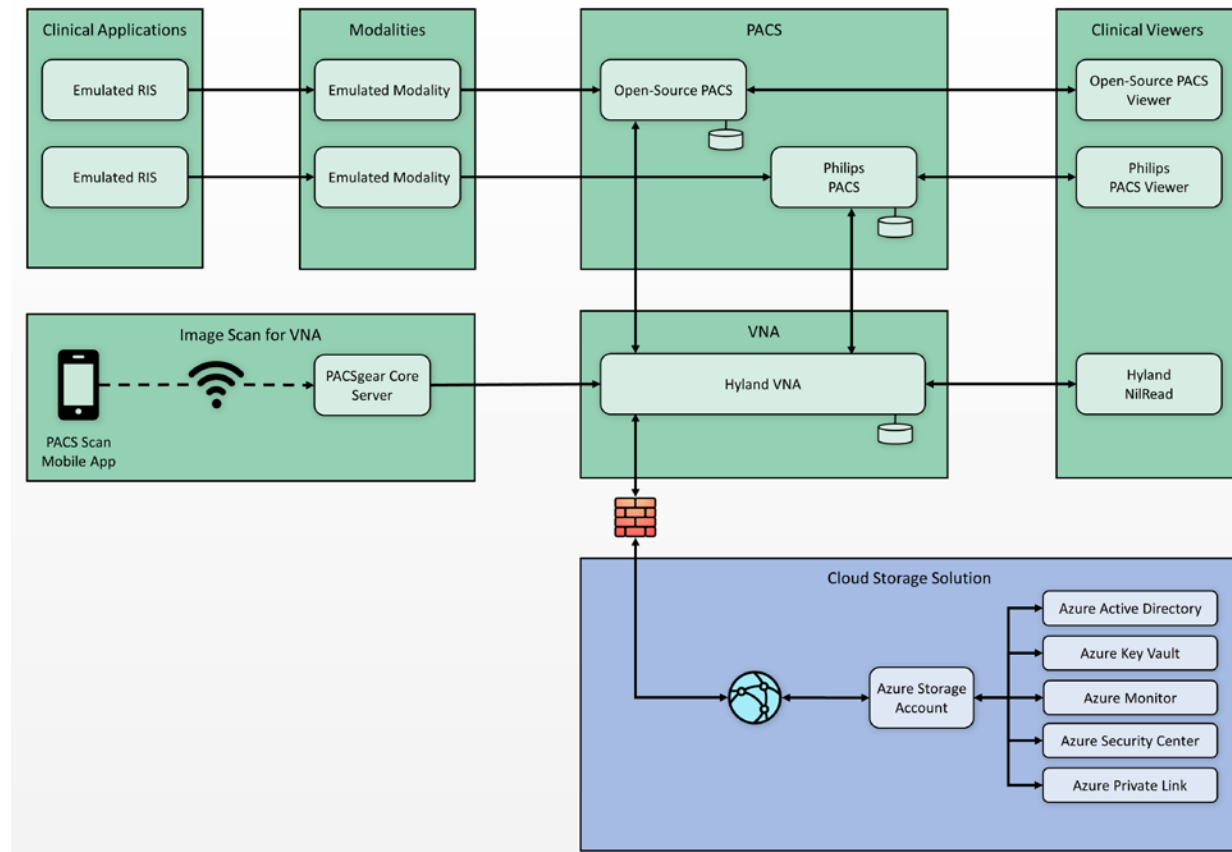 Clinical Applications
Emulated RIS
Emulated RIS
Modalities
Emulated Modality
Emulated Modality
PACS
Open-Source PACS
Philips
PACS
Clinical Viewers
Open-Source PACS
Viewer
Philips
PACS Viewer
Hyland
NilRead
Image Scan for VNA
PACS Scan
Mobile App
PACSgear Core
Server
VNA
Hyland VNA
Cloud Storage Solution
Azure Storage
Account
Azure Active Directory
Azure Key Vault
Azure Monitor
Azure Security Center
Azure Private Link